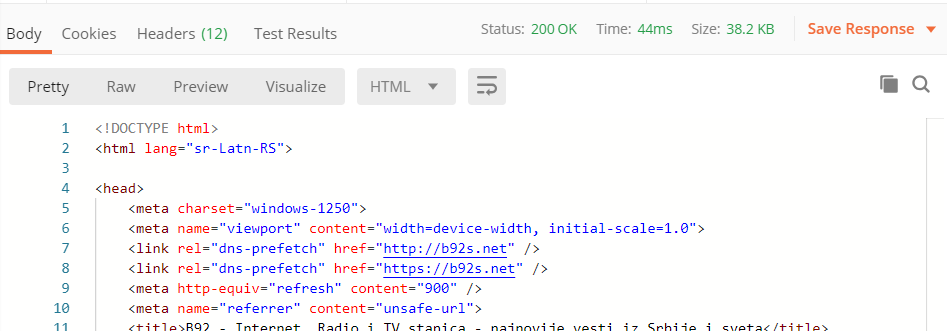 Body Cookies Headers (12) Test Results Status: 200 OK Time: 44ms Size: 38.2 KB Save Response
Pretty Raw Preview Visualize HTML
1 <!DOCTYPE html>
2 <html lang="sr-Latn-RS">
3
4 <head>
5 <meta charset="windows-1250">
6 <meta name="viewport" content="width=device-width, initial-scale=1.0">
7 <link rel="dns-prefetch" href="http://b92s.net" />
8 <link rel="dns-prefetch" href="https://b92s.net" />
9 <meta http-equiv="refresh" content="900" />
10 <meta name="referrer" content="unsafe-url">
11 <title>B92 - Internet, Radio i TV stanica - najnovije vesti iz Srbije i sveta</title>